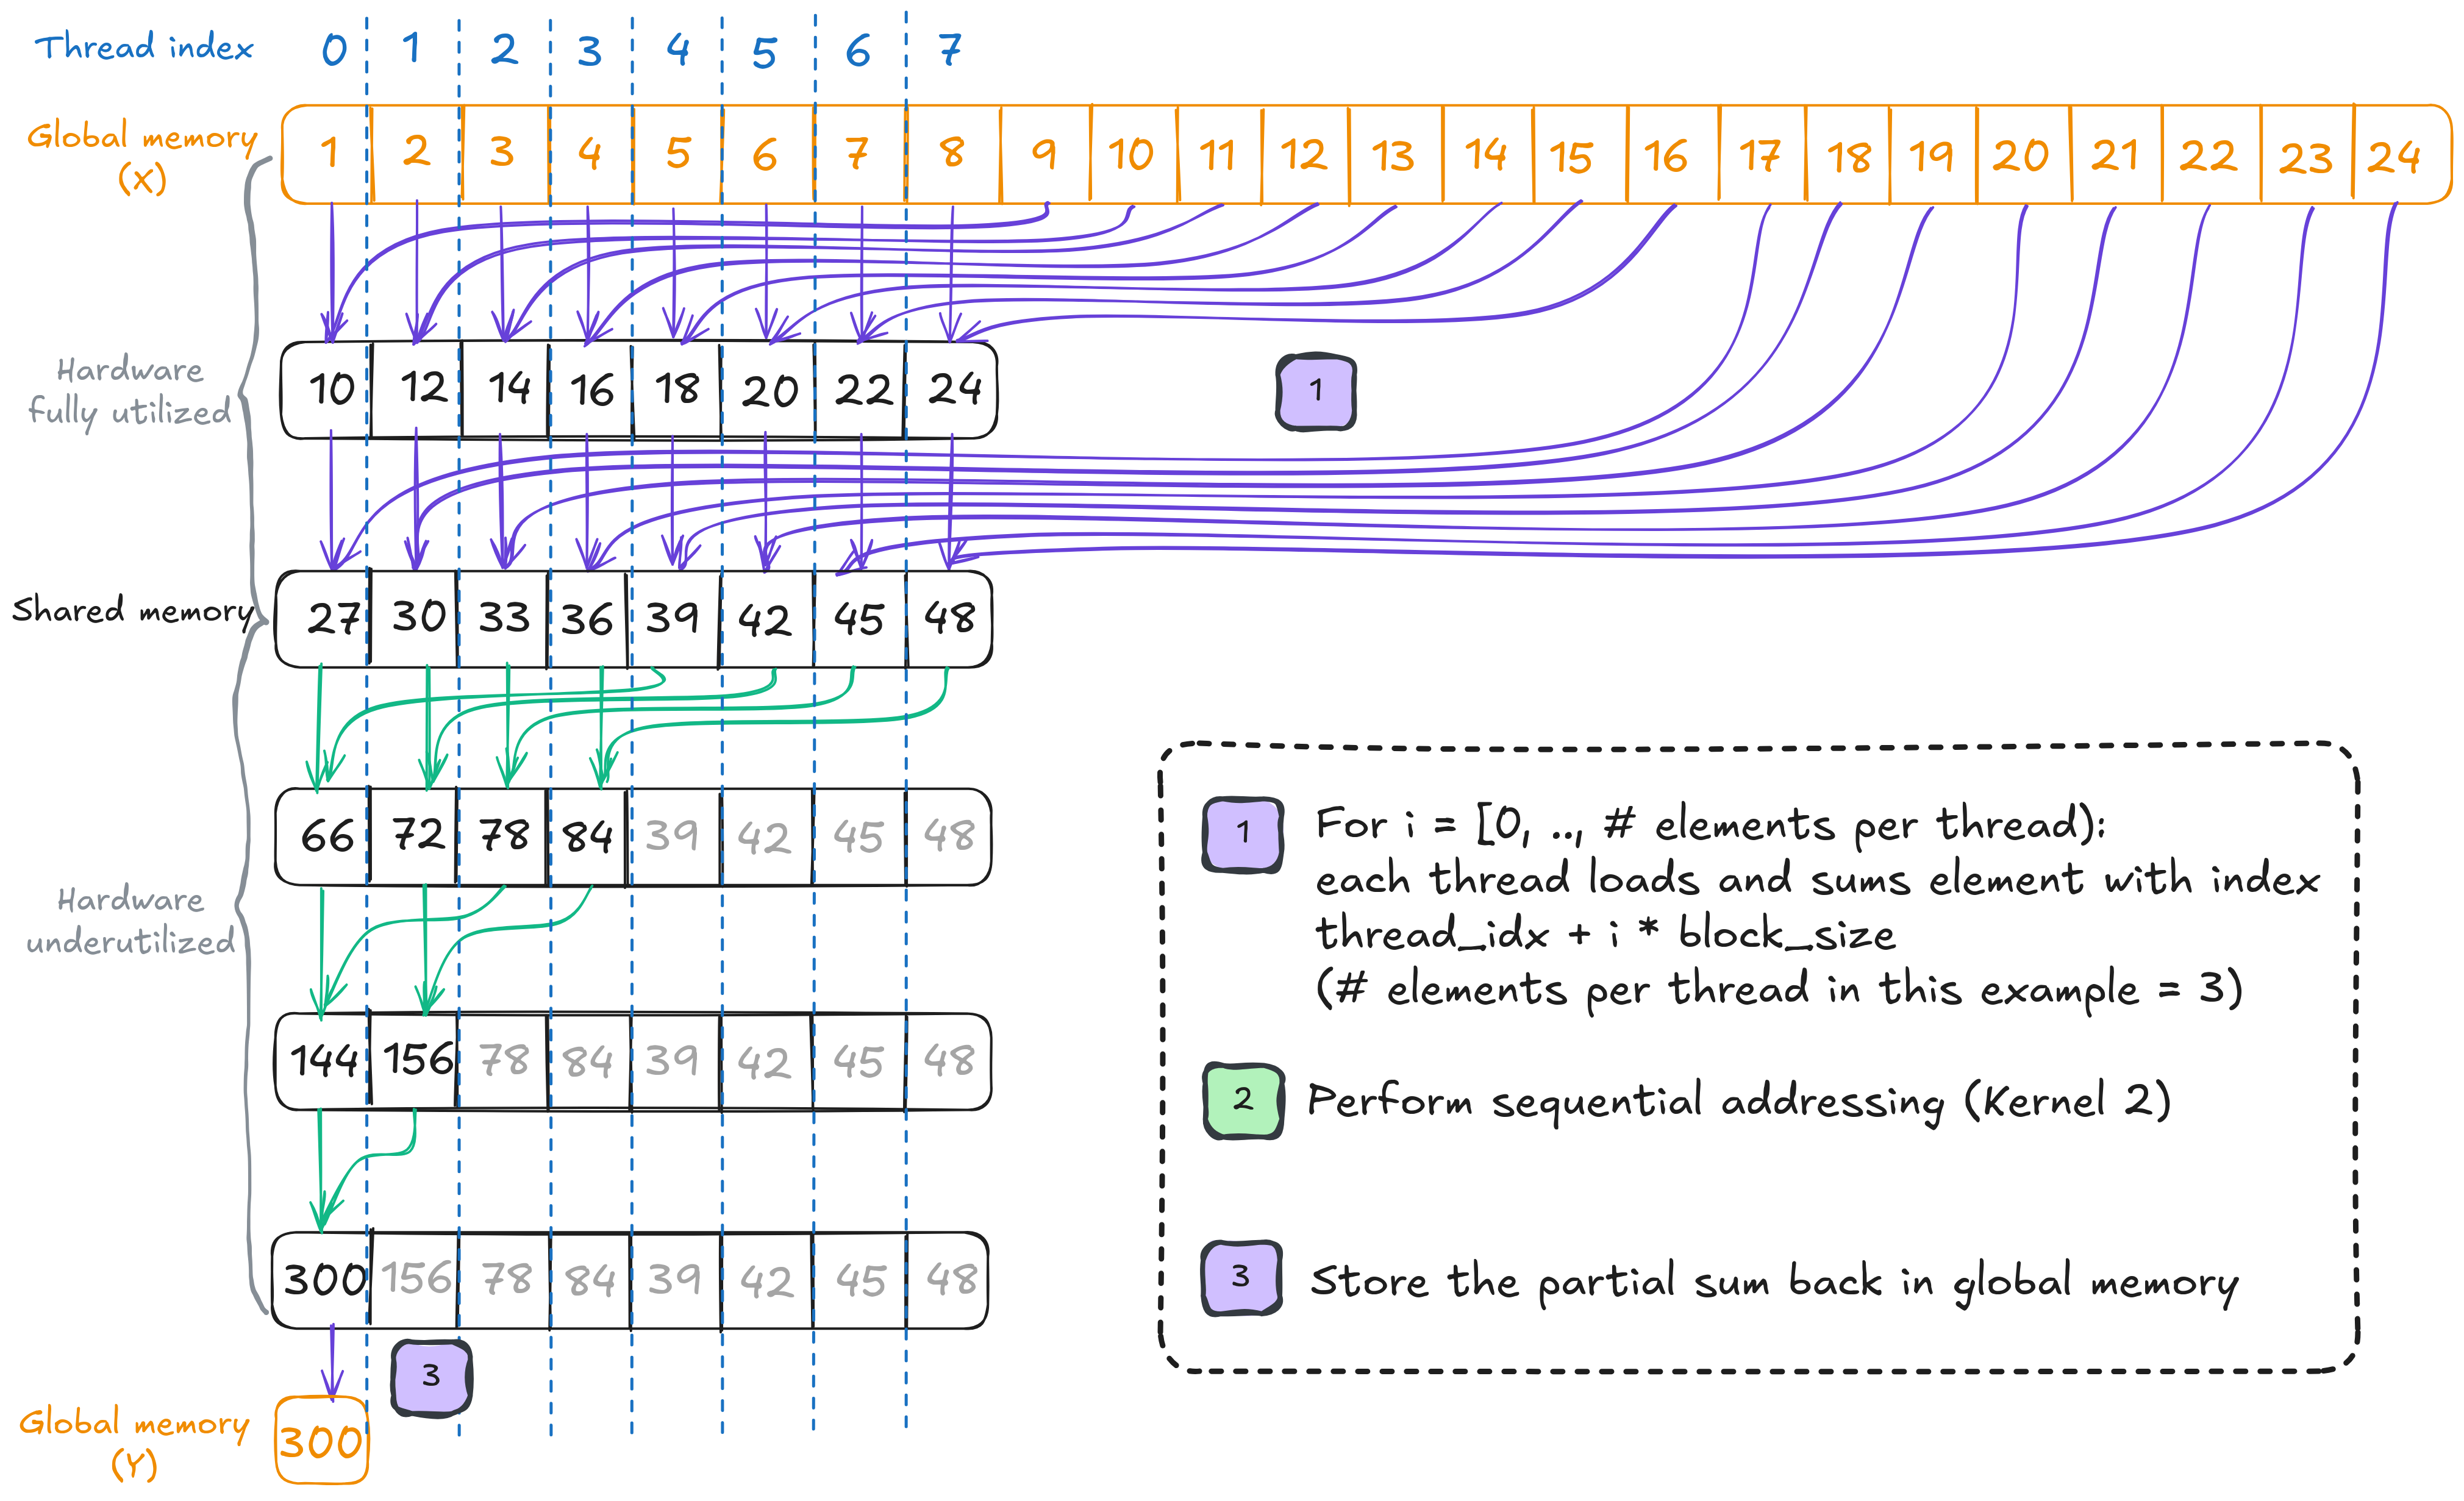 Thread index 0 1 2 3 4 5 6 7
Global memory
(X)
1 2 3 4 5 6 7 8 9 10 11 12 13 14 15 16 17 18 19 20 21 22 23 24
Hardware
fully utilized
10 12 14 16 18 20 22 24
1
Shared memory
27 30 33 36 39 42 45 48
66 72 78 84 39 42 45 48
Hardware
underutilized
144 156 78 84 39 42 45 48
300 156 78 84 39 42 45 48
3
Global memory
(Y)
300
1
For i = [0, .., # elements per thread):
each thread loads and sums element with index
thread_idx + i * block_size
(# elements per thread in this example = 3)
2
Perform sequential addressing (Kernel 2)
3
Store the partial sum back in global memory